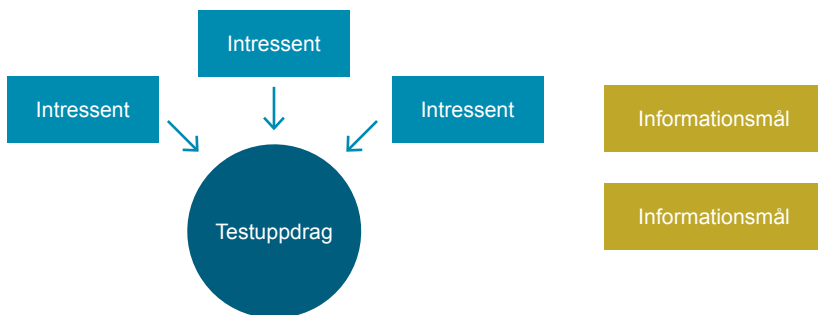 Intressent
Intressent
Intressent
Informationsmål
Informationsmål
Testuppdrag